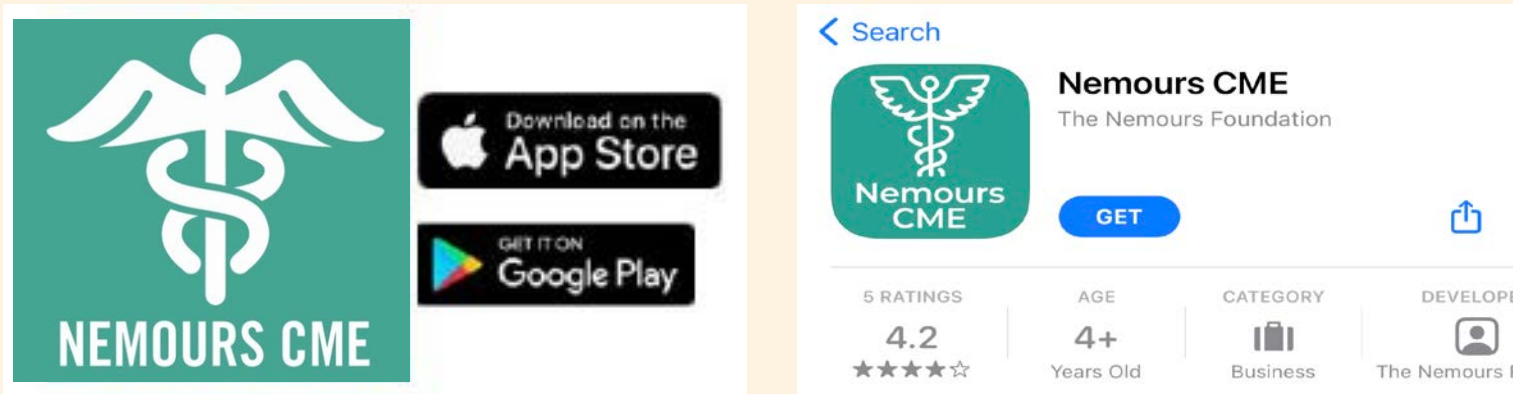 NEMOURS CME
Download on the
App Store
GET IT ON
Google Play
Search
Nemours
CME
Nemours CME
The Nemours Foundation
GET
5 RATINGS
4.2
AGE
4+
Years Old
CATEGORY
Business
DEVELOPE
The Nemours F